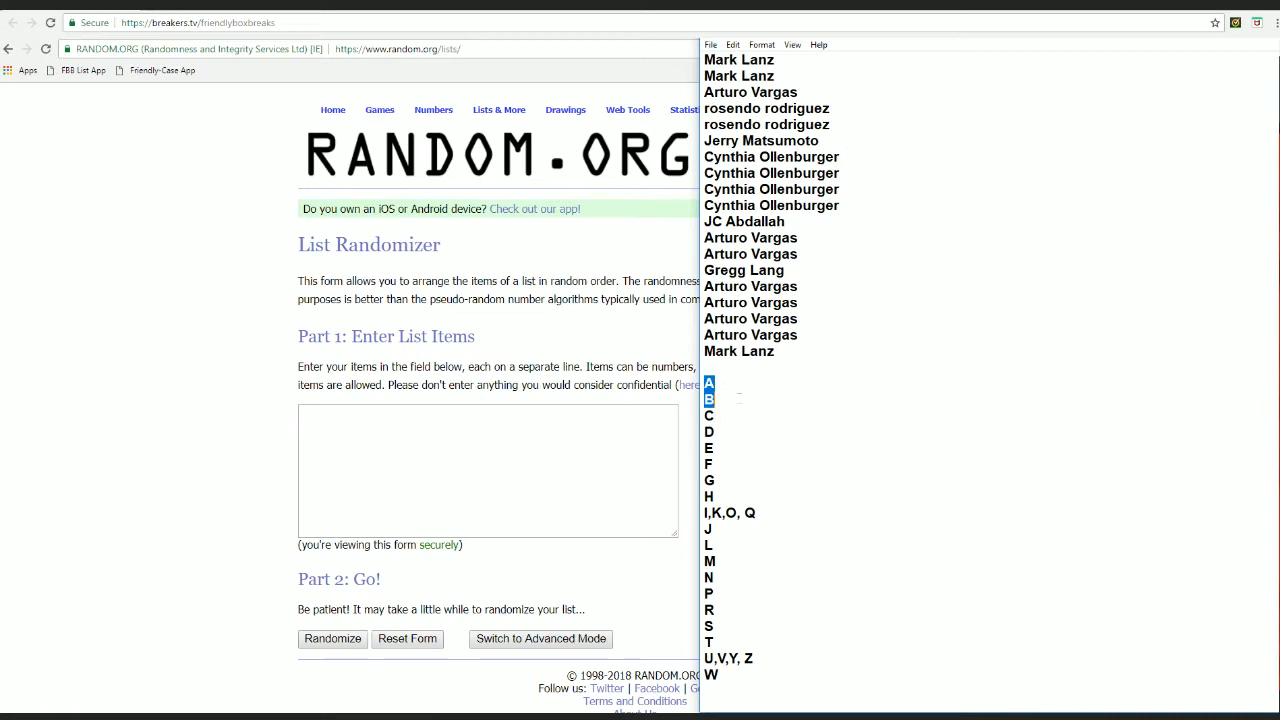 Secure https://breakers.tv/friendlyboxbreaks
RANDOM.ORG (Randomness and Integrity Services Ltd) [IE] https://www.random.org/lists/
Apps FBB List App Friendly-Case App
Home Games Numbers Lists & More Drawings Web Tools Statisti
RANDOM.ORG
Do you own an iOS or Android device? Check out our app!
List Randomizer
This form allows you to arrange the items of a list in random order. The randomness
purposes is better than the pseudo-random number algorithms typically used in com
Part 1: Enter List Items
Enter your items in the field below, each on a separate line. Items can be numbers,
items are allowed. Please don't enter anything you would consider confidential (here
(you're viewing this form securely)
Part 2: Go!
Be patient! It may take a little while to randomize your list...
Randomize Reset Form Switch to Advanced Mode
© 1998-2018 RANDOM.ORG
Follow us: Twitter | Facebook | Go
Terms and Conditions
About Us
File Edit Format View Help
Mark Lanz
Mark Lanz
Arturo Vargas
rosendo rodriguez
rosendo rodriguez
Jerry Matsumoto
Cynthia Ollenburger
Cynthia Ollenburger
Cynthia Ollenburger
Cynthia Ollenburger
JC Abdallah
Arturo Vargas
Arturo Vargas
Gregg Lang
Arturo Vargas
Arturo Vargas
Arturo Vargas
Arturo Vargas
Mark Lanz
A
B
C
D
E
F
G
H
I,K,O, Q
J
L
M
N
P
R
S
T
U,V,Y, Z
W